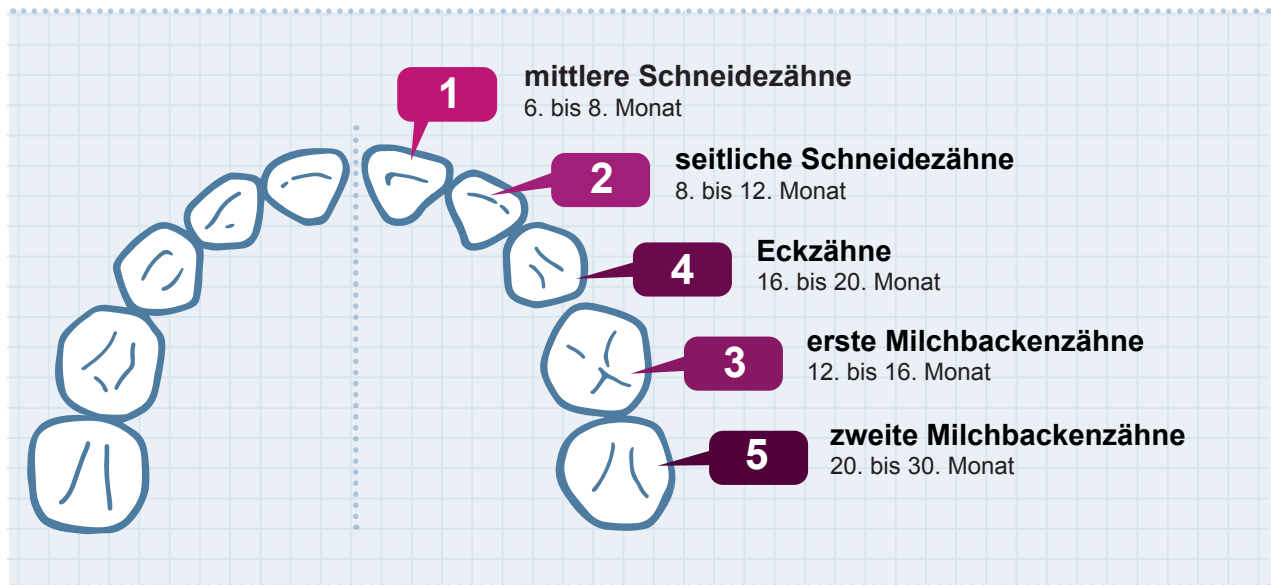 1
mittlere Schneidezähne
6. bis 8. Monat
2
seitliche Schneidezähne
8. bis 12. Monat
4
Eckzähne
16. bis 20. Monat
3
erste Milchbackenzähne
12. bis 16. Monat
5
zweite Milchbackenzähne
20. bis 30. Monat